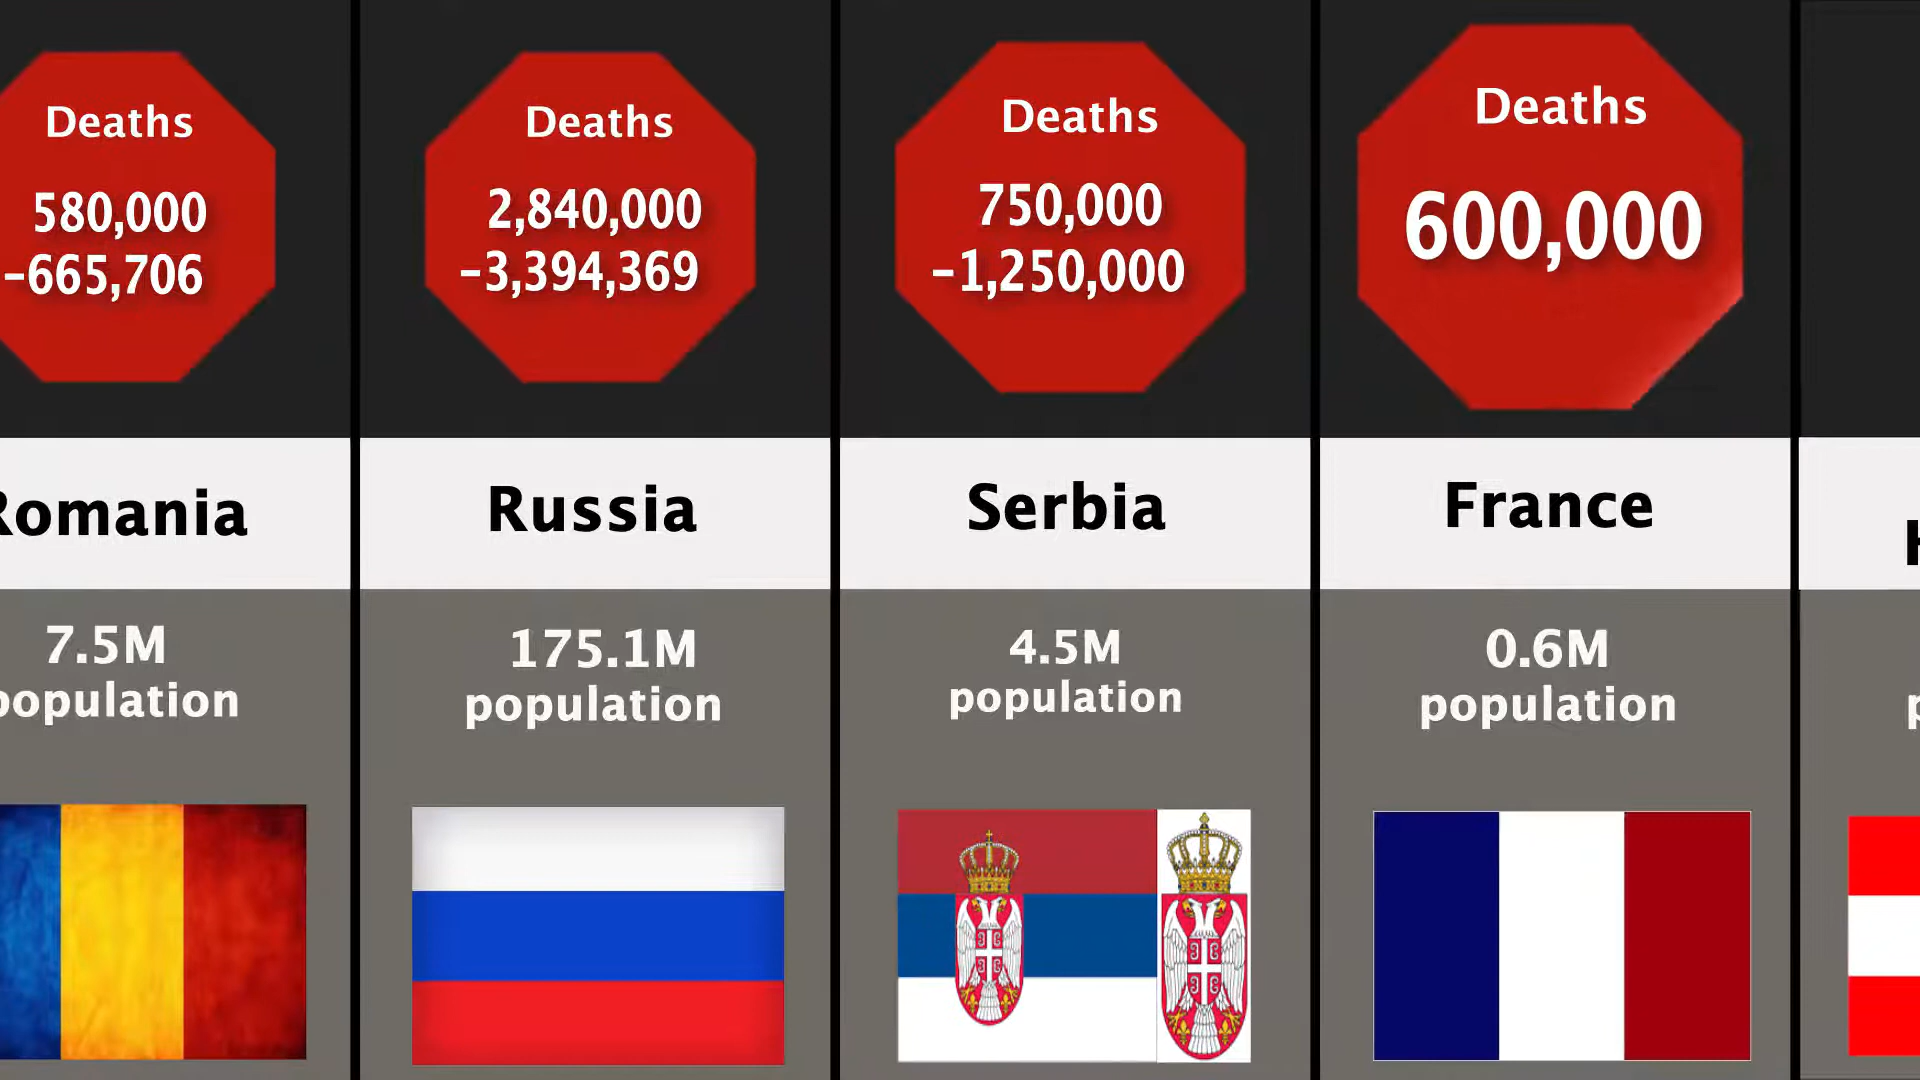 Deaths
580,000
-665,706
Romania
7.5M
population
Deaths
2,840,000
-3,394,369
Russia
175.1M
population
Deaths
750,000
-1,250,000
Serbia
4.5M
population
Deaths
600,000
France
0.6M
population